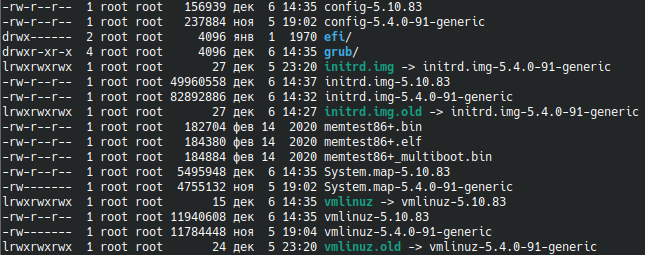 -rw-r--r--  1 root root   156939 дек  6 14:35 config-5.10.83
-rw-r--r--  1 root root   237884 ноя  5 19:02 config-5.4.0-91-generic
drwx------  2 root root     4096 янв  1  1970 efi/
drwxr-xr-x  4 root root     4096 дек  6 14:35 grub/
lrwxrwxrwx  1 root root       27 дек  5 23:20 initrd.img -> initrd.img-5.4.0-91-generic
-rw-r--r--  1 root root 49960558 дек  6 14:37 initrd.img-5.10.83
-rw-r--r--  1 root root 82892886 дек  6 14:32 initrd.img-5.4.0-91-generic
lrwxrwxrwx  1 root root       27 дек  6 14:27 initrd.img.old -> initrd.img-5.4.0-91-generic
-rw-r--r--  1 root root   182704 фев 14  2020 memtest86+.bin
-rw-r--r--  1 root root   184380 фев 14  2020 memtest86+.elf
-rw-r--r--  1 root root   184884 фев 14  2020 memtest86+_multiboot.bin
-rw-r--r--  1 root root  5495948 дек  6 14:35 System.map-5.10.83
-rw-------  1 root root  4755132 ноя  5 19:02 System.map-5.4.0-91-generic
lrwxrwxrwx  1 root root       15 дек  6 14:35 vmlinuz -> vmlinuz-5.10.83
-rw-r--r--  1 root root 11940608 дек  6 14:35 vmlinuz-5.10.83
-rw-------  1 root root 11784448 ноя  5 19:04 vmlinuz-5.4.0-91-generic
lrwxrwxrwx  1 root root       24 дек  5 23:20 vmlinuz.old -> vmlinuz-5.4.0-91-generic